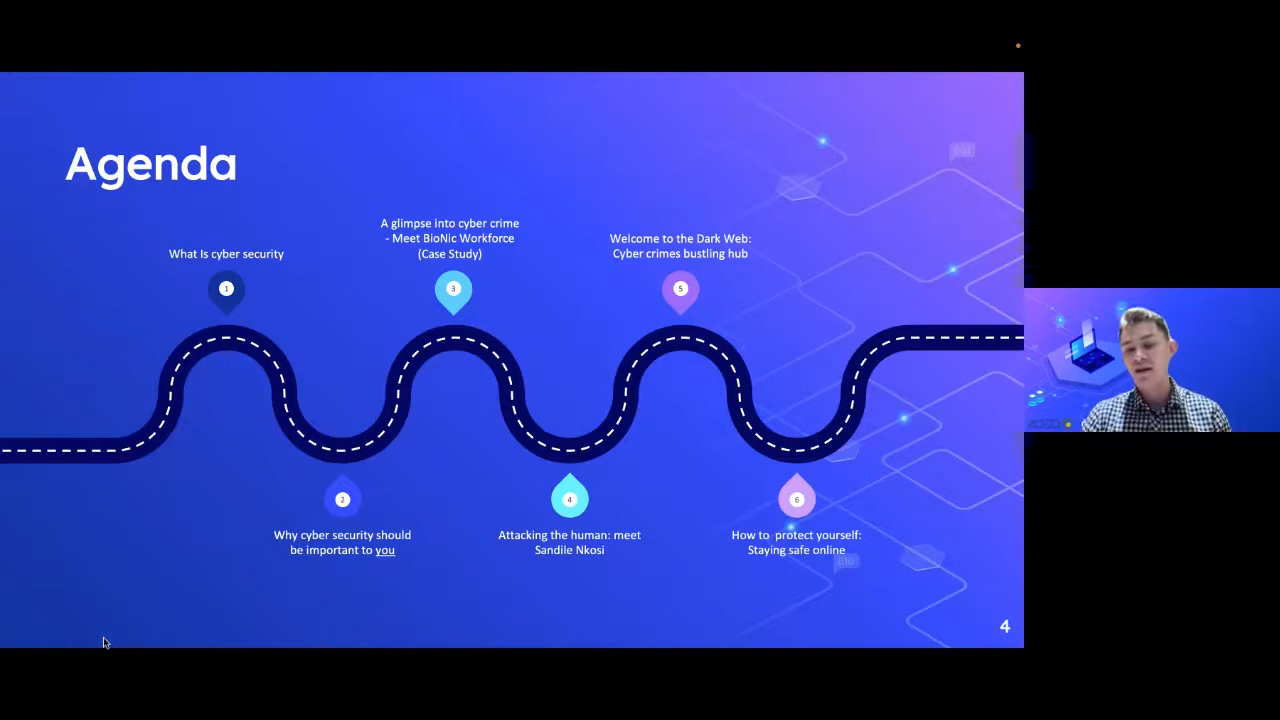 Agenda
What Is cyber security
1
Why cyber security should
be important to you
2
A glimpse into cyber crime
- Meet BioNic Workforce
(Case Study)
3
Attacking the human: meet
Sandile Nkosi
4
Welcome to the Dark Web:
Cyber crimes bustling hub
5
How to  protect yourself:
Staying safe online
6
4